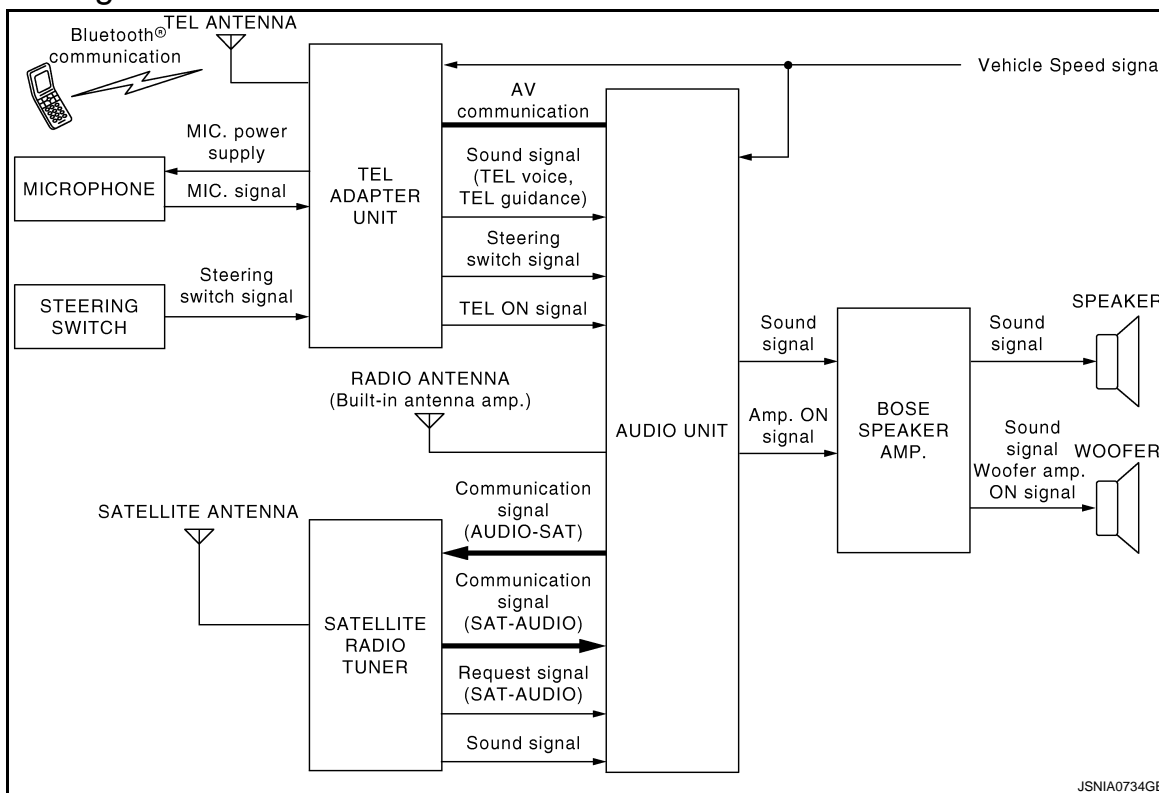 TEL ANTENNA
Bluetooth®
communication
Vehicle Speed signa
AV
communication
MIC. power
supply
MICROPHONE
MIC. signal
TEL
ADAPTER
UNIT
Sound signal
(TEL voice,
TEL guidance)
Steering
switch signal
Steering
switch signal
STEERING
SWITCH
TEL ON signal
SPEAKER
Sound
signal
Sound
signal
RADIO ANTENNA
(Built-in antenna amp.)
AUDIO UNIT
Amp. ON
signal
BOSE
SPEAKER
AMP.
Sound
signal
Woofer amp.
ON signal
WOOFER
Communication
signal
(AUDIO-SAT)
SATELLITE ANTENNA
Communication
signal
(SAT-AUDIO)
SATELLITE
RADIO
TUNER
Request signal
(SAT-AUDIO)
Sound signal
JSNIA0734GB